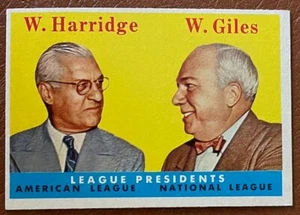 W. Harridge W. Giles
LEAGUE PRESIDENTS
AMERICAN LEAGUE NATIONAL LEAGUE